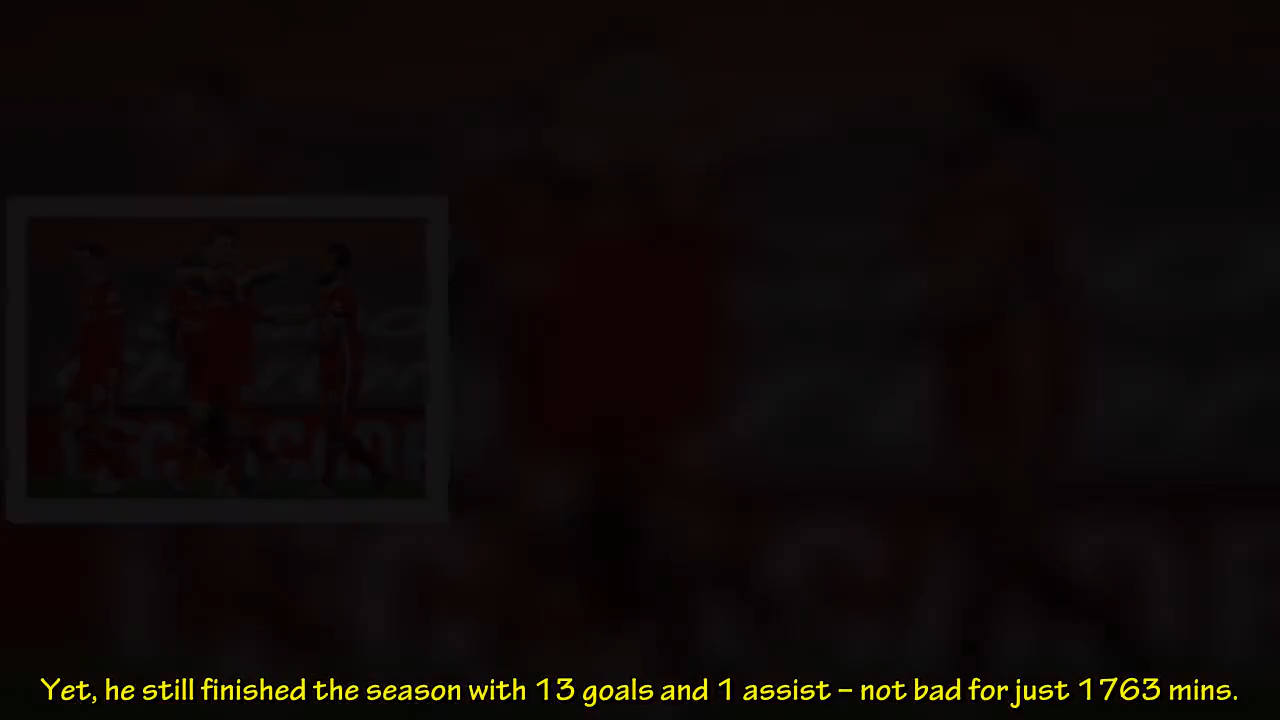 Yet, he still finished the season with 13 goals and 1 assist – not bad for just 1763 mins.